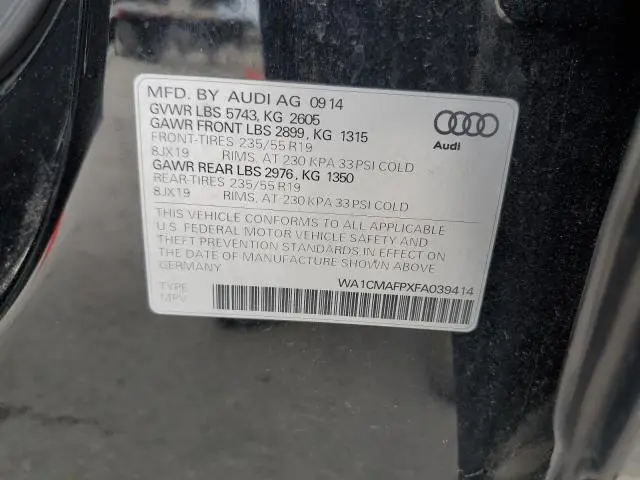 MFD. BY AUDI AG 09 14
GVWR LBS 5743, KG 2605
GAWR FRONT LBS 2899, KG 1315
FRONT-TIRES 235/55 R19
8JX19 RIMS, AT 230 KPA 33 PSI COLD
GAWR REAR LBS 2976, KG 1350
REAR-TIRES 235/55 R19
8JX19 RIMS, AT 230 KPA 33 PSI COLD
Audi
THIS VEHICLE CONFORMS TO ALL APPLICABLE
U.S. FEDERAL MOTOR VEHICLE SAFETY AND
THEFT PREVENTION STANDARDS IN EFFECT ON
THE DATE OF MANUFACTURE SHOWN ABOVE
GERMANY
WA1CMAFPXFA039414
TYPE
MPV